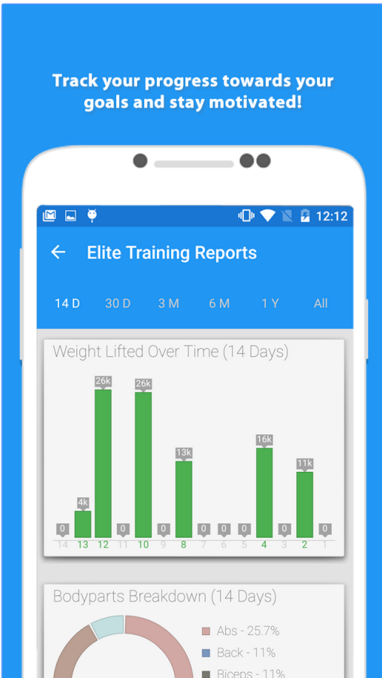 Track your progress towards your
goals and stay motivated!
12:12
Elite Training Reports
14 D 30 D 3 M 6 M 1 Y All
Weight Lifted Over Time (14 Days)
0 4k 26k 0 26k 0 13k 0 0 0 16k 0 11k 0
14 13 12 11 10 9 8 7 6 5 4 3 2 1
Bodyparts Breakdown (14 Days)
Abs - 25.7%
Back - 11%
Biceps - 11%